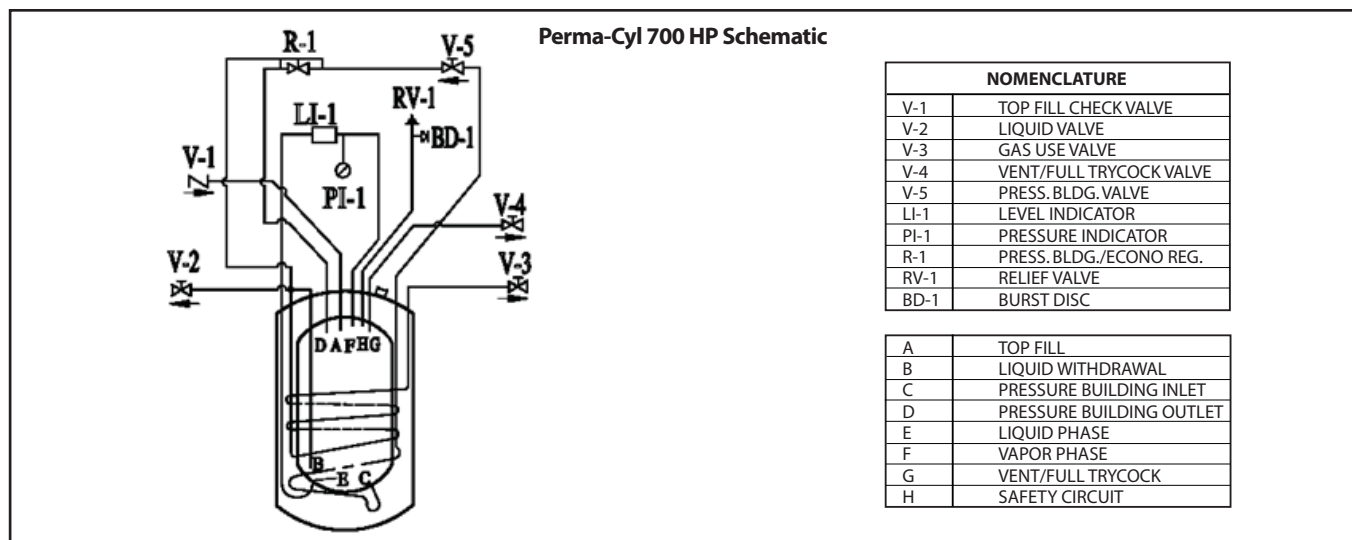 Perma-Cyl 700 HP Schematic
R-1
V-5
RV-1
LI-1
BD-1
V-1
PI-1
V-4
V-2
V-3
D A F H G
B
E C
NOMENCLATURE
V-1 TOP FILL CHECK VALVE
V-2 LIQUID VALVE
V-3 GAS USE VALVE
V-4 VENT/FULL TRYCOCK VALVE
V-5 PRESS. BLDG. VALVE
LI-1 LEVEL INDICATOR
PI-1 PRESSURE INDICATOR
R-1 PRESS. BLDG./ECONO REG.
RV-1 RELIEF VALVE
BD-1 BURST DISC
A TOP FILL
B LIQUID WITHDRAWAL
C PRESSURE BUILDING INLET
D PRESSURE BUILDING OUTLET
E LIQUID PHASE
F VAPOR PHASE
G VENT/FULL TRYCOCK
H SAFETY CIRCUIT